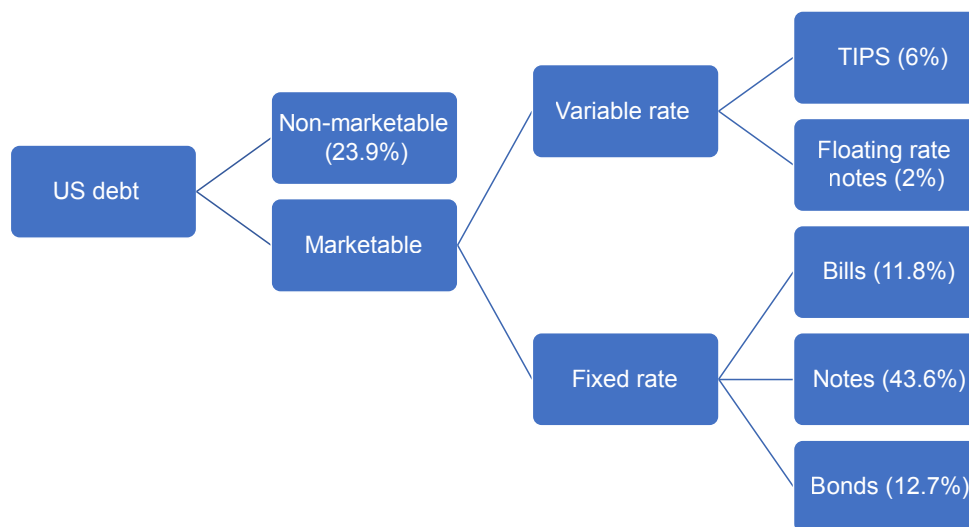 US debt
Non-marketable
(23.9%)
Marketable
Variable rate
Fixed rate
TIPS (6%)
Floating rate
notes (2%)
Bills (11.8%)
Notes (43.6%)
Bonds (12.7%)